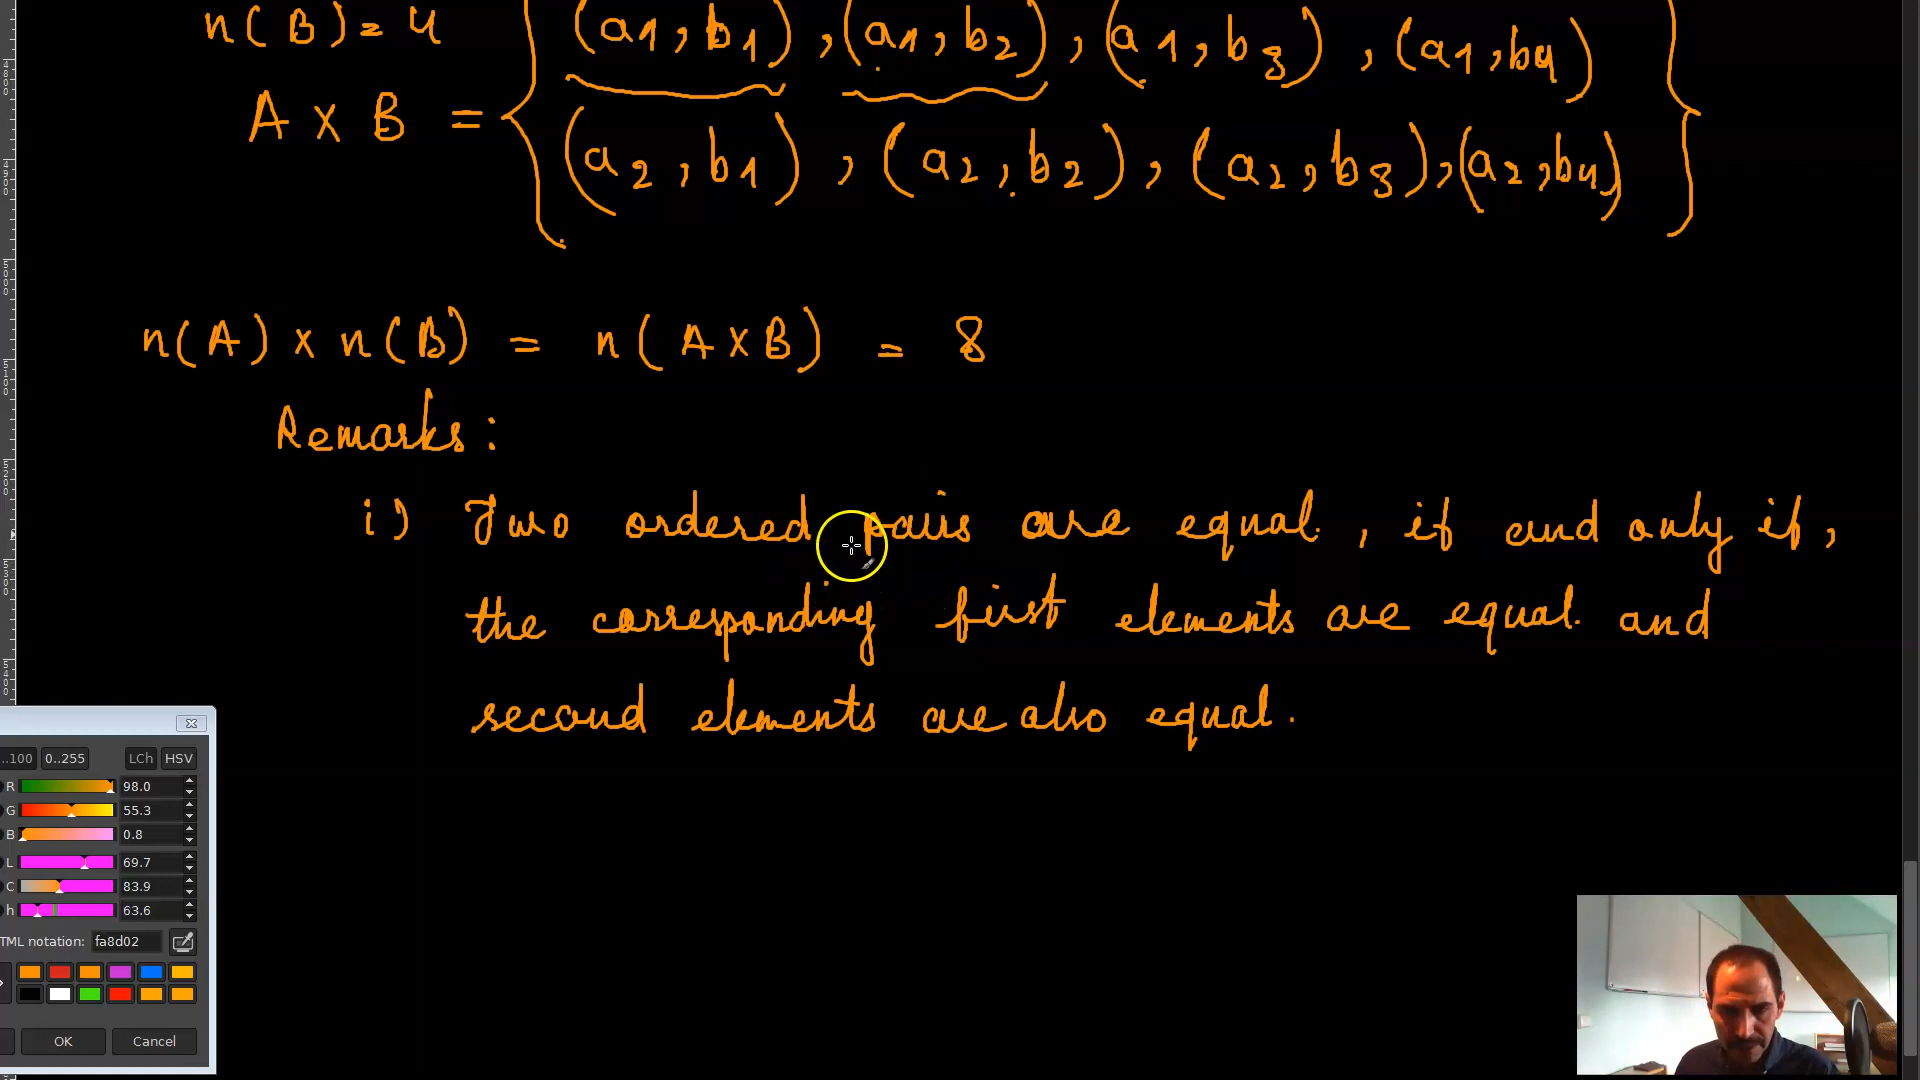 n(B)=4 (a1,b1),(a1,b2),(a1,b3),(a1,b4)
A x B = { (a2,b1),(a2,b2),(a2,b3),(a2,b4) }
n(A) x n(B) = n(A x B) = 8
Remarks:
i) Two ordered pairs are equal, if and only if,
the corresponding first elements are equal and
second elements are also equal.
..100 0..255 LCh HSV
R 98.0
G 55.3
B 0.8
L 69.7
C 83.9
h 63.6
TML notation: fa8d02
OK Cancel